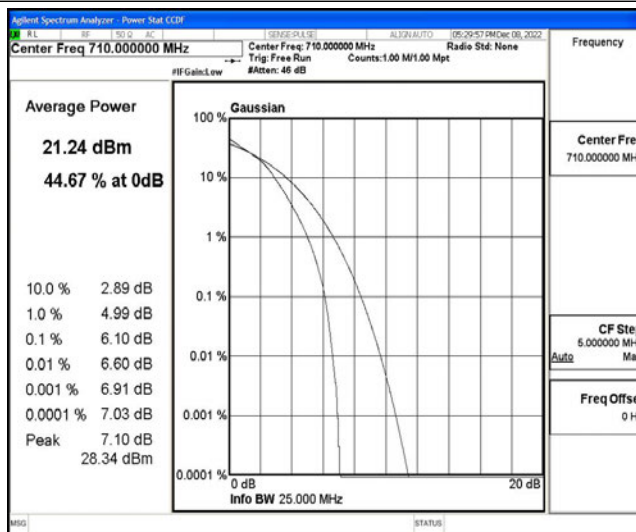 Agilent Spectrum Analyzer - Power Stat CCDF
RL RF 50 Ω AC SENSE:PULSE ALIGN AUTO 05:29:57 PM Dec 08, 2022
Center Freq 710.000000 MHz
Center Freq: 710.000000 MHz Radio Std: None
Trig: Free Run Counts:1.00 M/1.00 Mpt
#IFGain:Low #Atten: 46 dB
Frequency
Average Power
21.24 dBm
44.67 % at 0dB
10.0 % 2.89 dB
1.0 % 4.99 dB
0.1 % 6.10 dB
0.01 % 6.60 dB
0.001 % 6.91 dB
0.0001 % 7.03 dB
Peak 7.10 dB
28.34 dBm
Gaussian
100 %
10 %
1 %
0.1 %
0.01 %
0.001 %
0.0001 %
0 dB 20 dB
Info BW 25.000 MHz
Center Fre
710.000000 MH
CF Ste
5.000000 MH
Auto Ma
Freq Offse
0 H
MSG STATUS